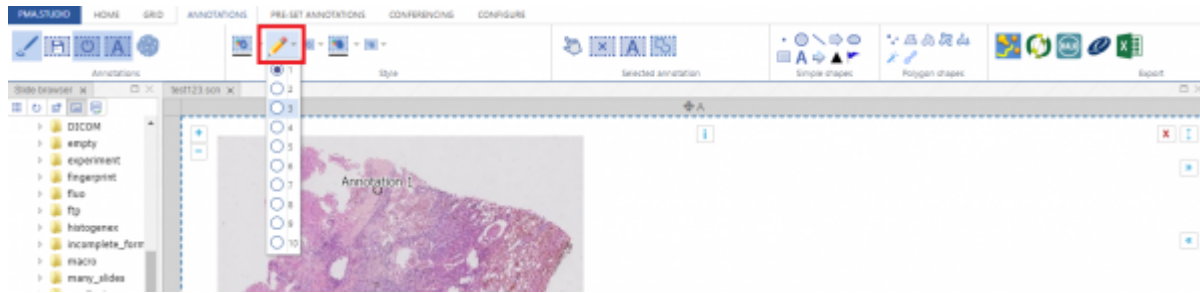 PMA.STUDIO HOME GRID ANNOTATIONS PRE-SET ANNOTATIONS CONFERENCING CONFIGURE
A A
Annotations Style Selected annotation Simple shapes Polygon shapes Export
Slide browser x test123.scn x
A
DICOM
empty
experiment
fingerprint
fluo
ftp
histogenex
incomplete_form
macro
many_slides
1
2
3
4
5
6
7
8
9
10
Annotation 1